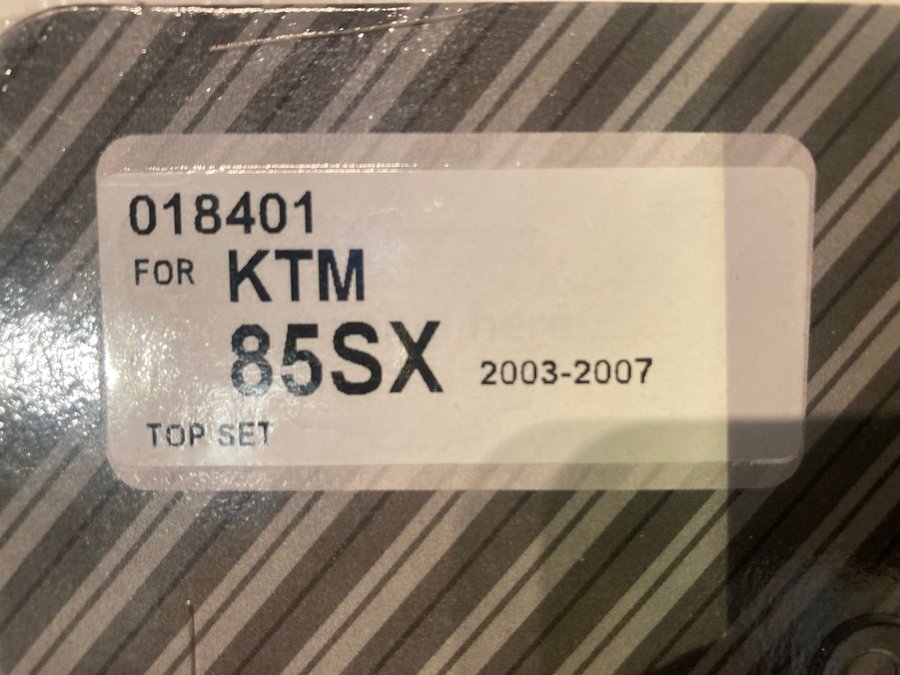 018401
FOR KTM
85SX 2003-2007
TOP SET